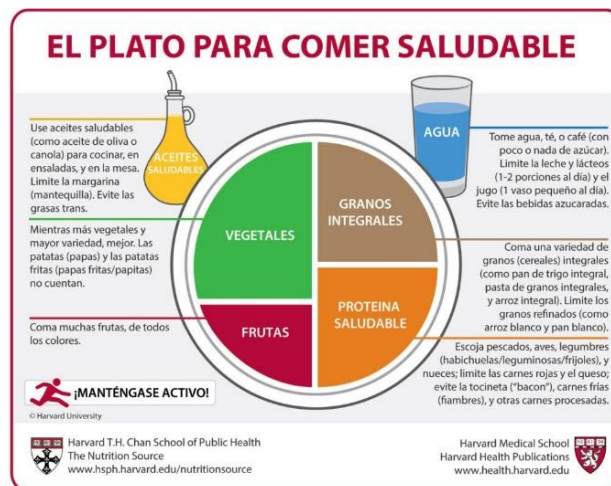 EL PLATO PARA COMER SALUDABLE
Use aceites saludables
(como aceite de oliva o
canola) para cocinar, en
ensaladas, y en la mesa.
Limite la margarina
(mantequilla). Evite las
grasas trans.
ACEITES
SALUDABLES
AGUA
Tome agua, té, o café (con
poco o nada de azúcar).
Limite la leche y lácteos
(1-2 porciones al día) y el
jugo (1 vaso pequeño al día).
Evite las bebidas azucaradas.
Mientras más vegetales y
mayor variedad, mejor. Las
patatas (papas) y las patatas
fritas (papas fritas/papitas)
no cuentan.
VEGETALES
GRANOS
INTEGRALES
Coma una variedad de
granos (cereales) integrales
(como pan de trigo integral,
pasta de granos integrales,
y arroz integral). Limite los
granos refinados (como
arroz blanco y pan blanco).
Coma muchas frutas, de todos
los colores.
FRUTAS
PROTEINA
SALUDABLE
Escoja pescados, aves, legumbres
(habichuelas/leguminosas/frijoles), y
nueces; limite las carnes rojas y el queso;
evite la tocineta ("bacon"), carnes frías
(fiambres), y otras carnes procesadas.
¡MANTÉNGASE ACTIVO!
© Harvard University
Harvard T.H. Chan School of Public Health
The Nutrition Source
www.hsph.harvard.edu/nutritionsource
Harvard Medical School
Harvard Health Publications
www.health.harvard.edu